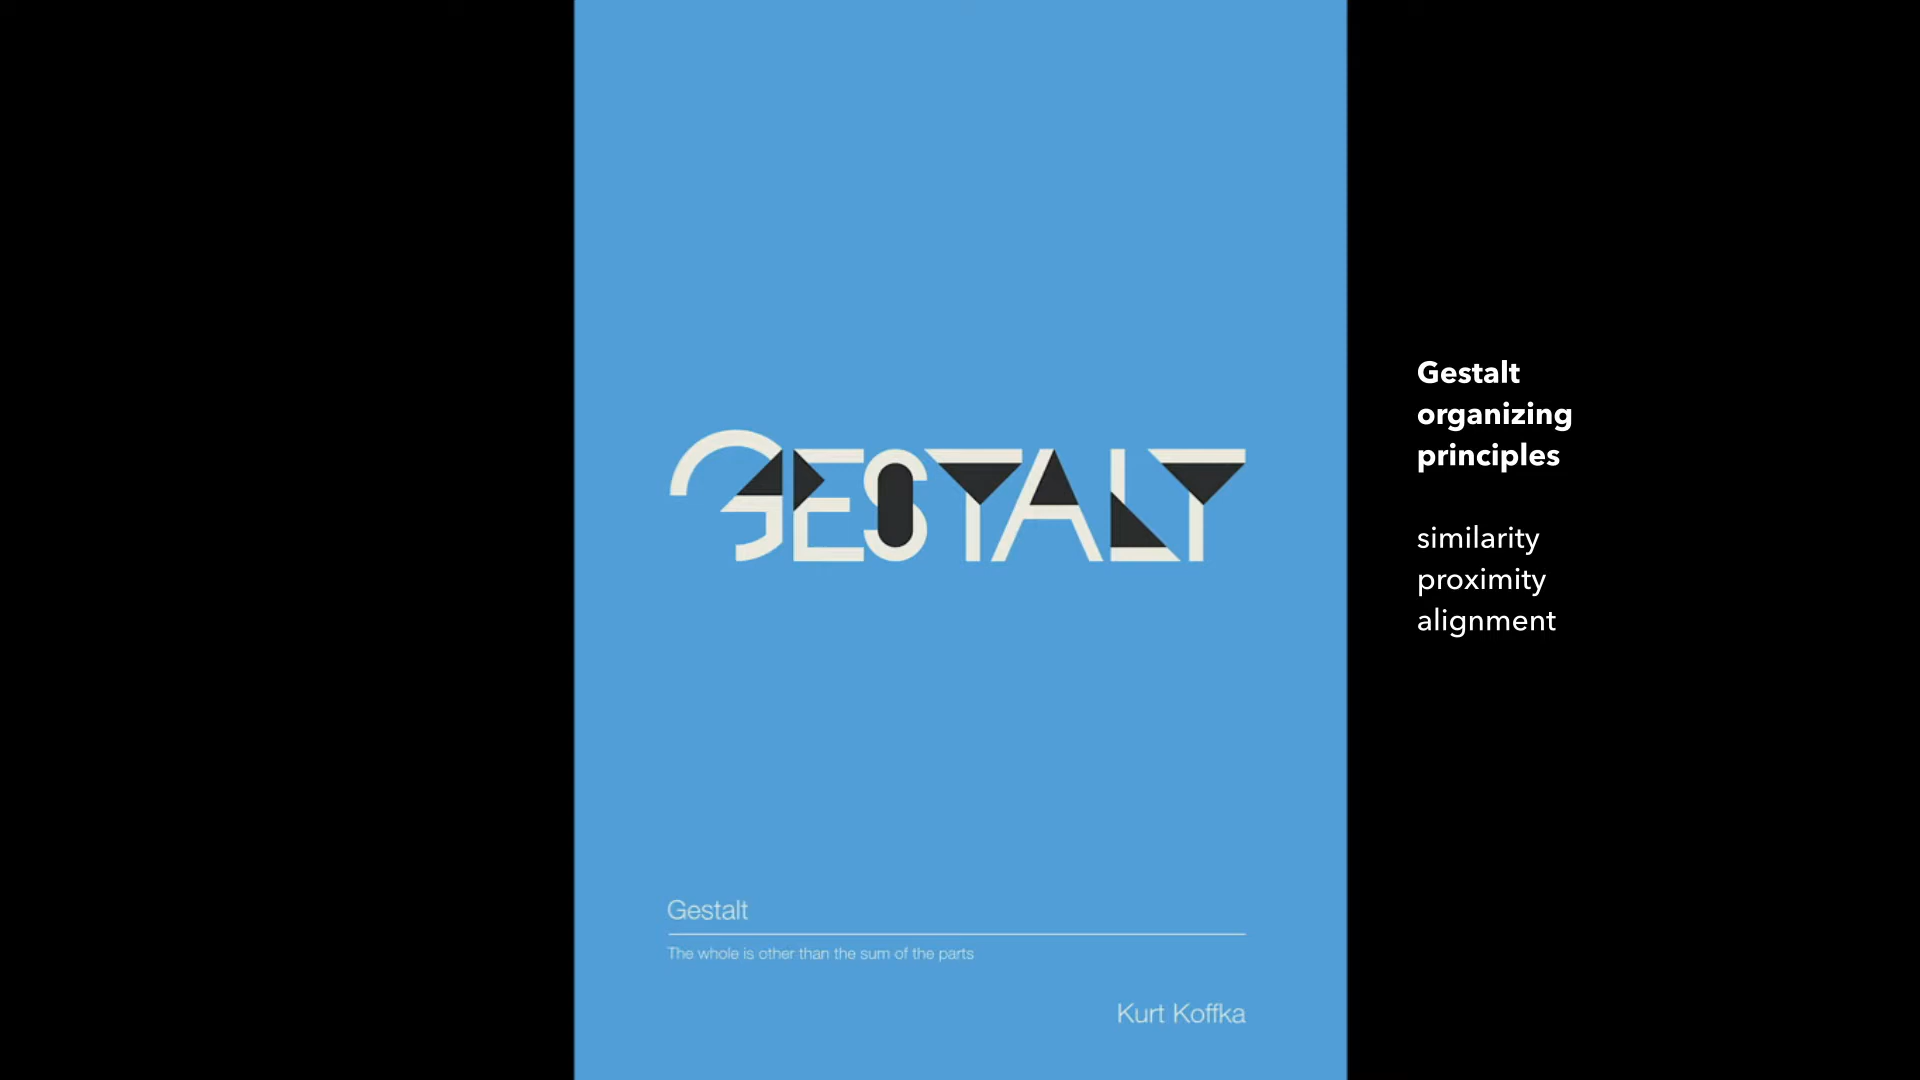 GESTALT
Gestalt
The whole is other than the sum of the parts
Kurt Koffka
Gestalt
organizing
principles
similarity
proximity
alignment